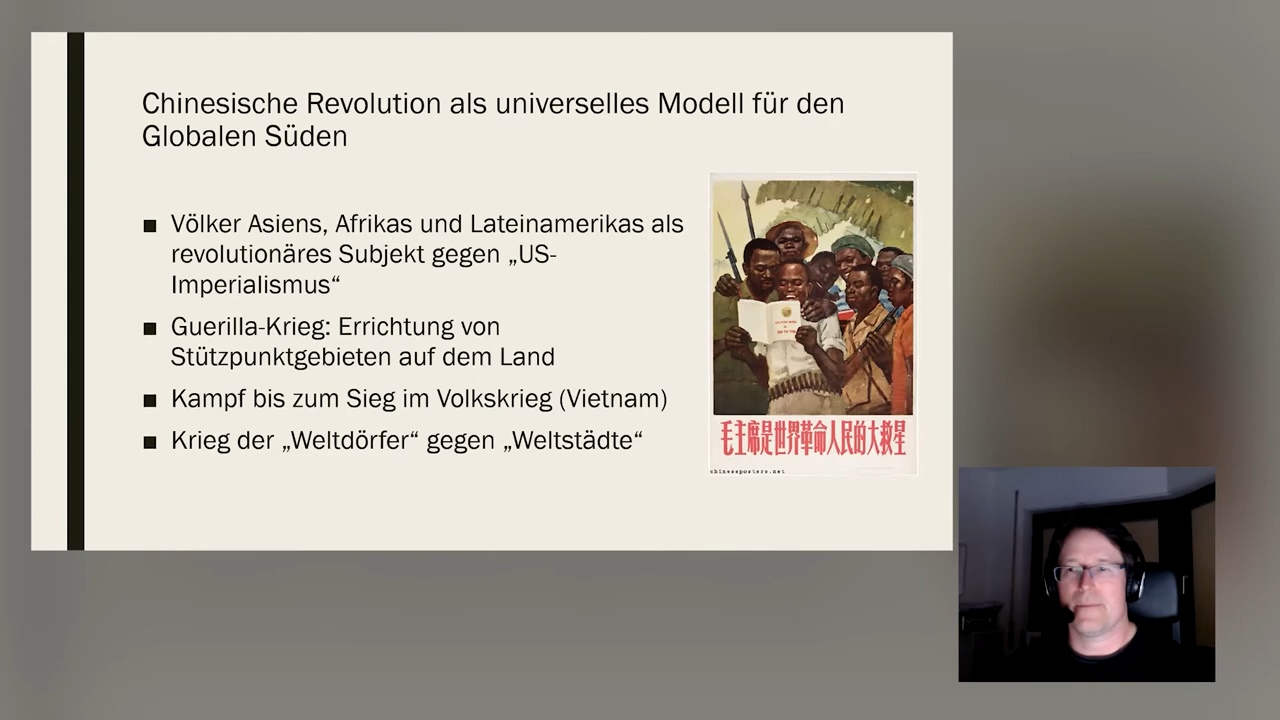 Chinesische Revolution als universelles Modell für den
Globalen Süden
■ Völker Asiens, Afrikas und Lateinamerikas als
revolutionäres Subjekt gegen „US-
Imperialismus“
■ Guerilla-Krieg: Errichtung von
Stützpunktgebieten auf dem Land
■ Kampf bis zum Sieg im Volkskrieg (Vietnam)
■ Krieg der „Weltdörfer“ gegen „Weltstädte“
毛主席是世界革命人民的大救星
chineseposters.net